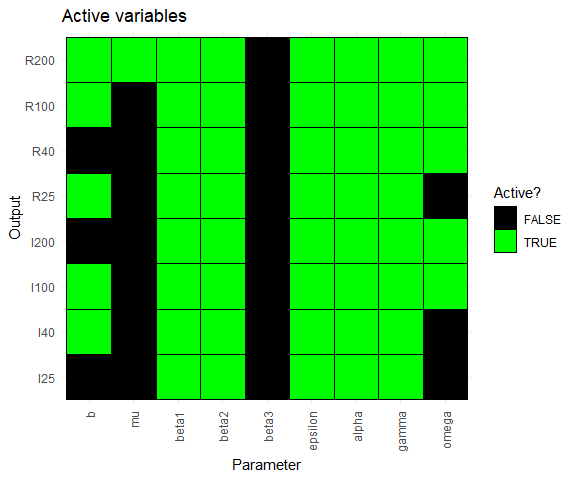 Active variables
Output
R200
R100
R40
R25
I200
I100
I40
I25
b
mu
beta1
beta2
beta3
epsilon
alpha
gamma
omega
Parameter
Active?
FALSE
TRUE